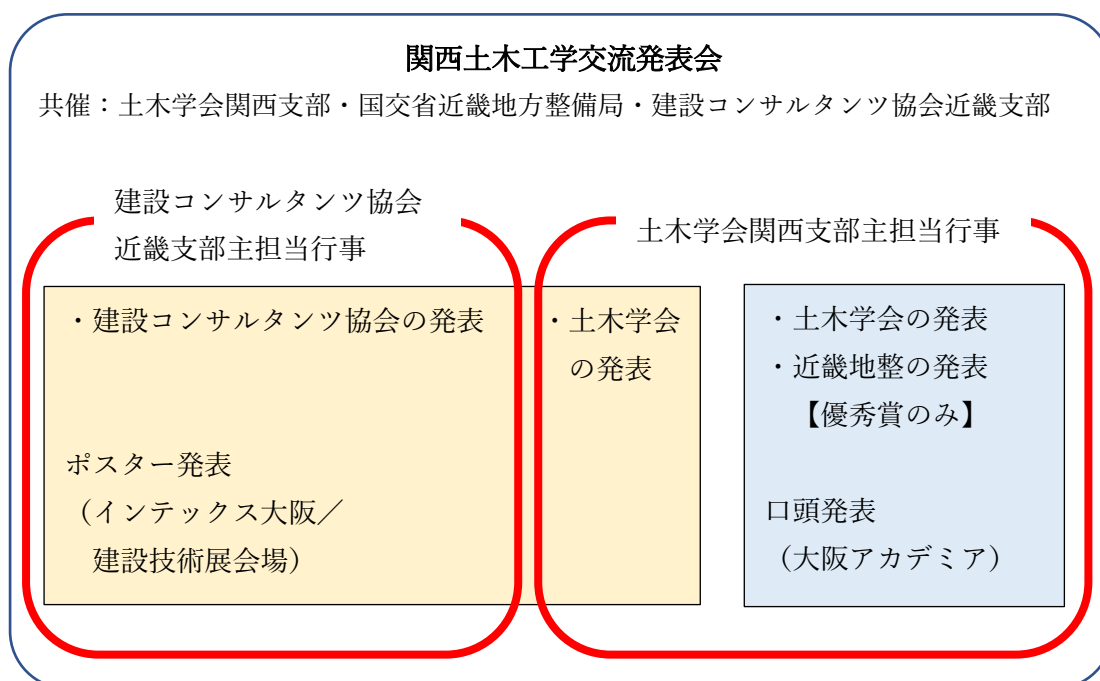 関西土木工学交流発表会
共催：土木学会関西支部・国交省近畿地方整備局・建設コンサルタンツ協会近畿支部
建設コンサルタンツ協会
近畿支部主担当行事
・建設コンサルタンツ協会の発表
ポスター発表
（インテックス大阪／
建設技術展会場）
土木学会関西支部主担当行事
・土木学会
の発表
・土木学会の発表
・近畿地整の発表
【優秀賞のみ】
口頭発表
（大阪アカデミア）